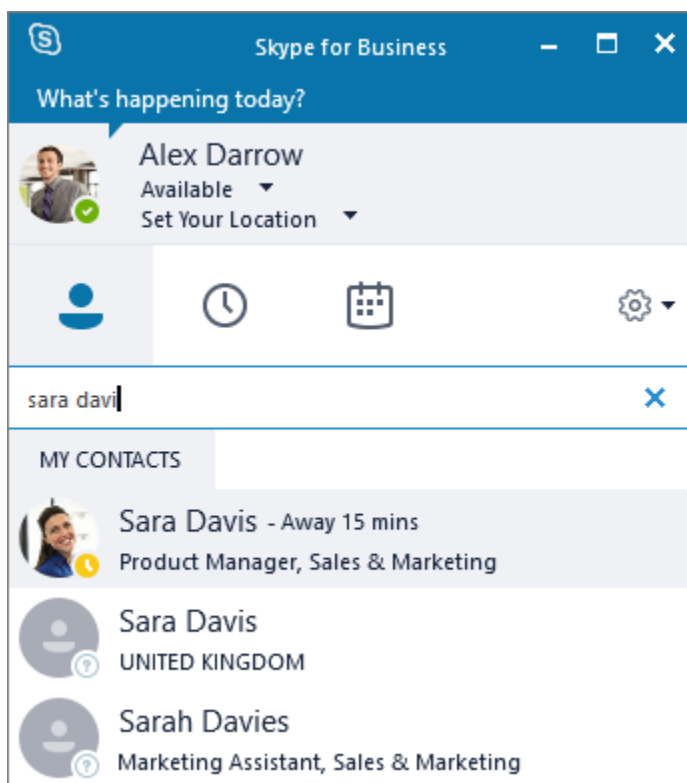 Skype for Business
What's happening today?
Alex Darrow
Available
Set Your Location
sara davi
MY CONTACTS
Sara Davis - Away 15 mins
Product Manager, Sales & Marketing
Sara Davis
UNITED KINGDOM
Sarah Davies
Marketing Assistant, Sales & Marketing